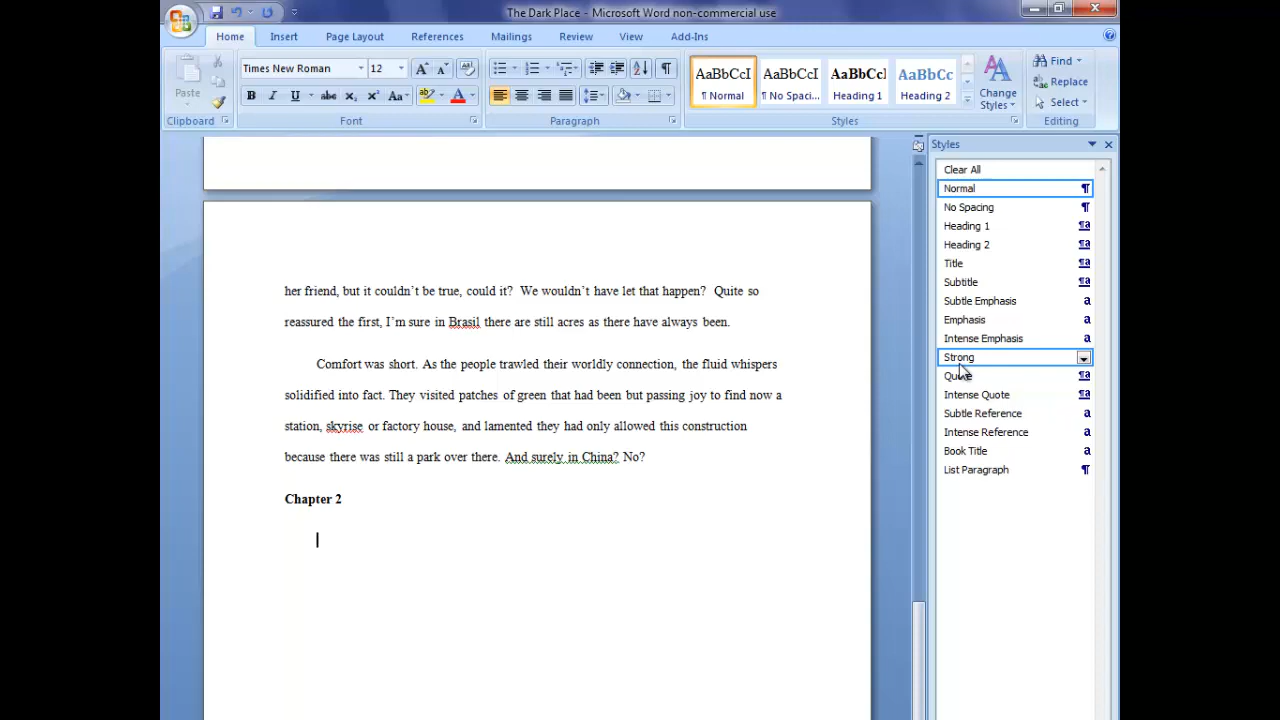 The Dark Place - Microsoft Word non-commercial use
Home Insert Page Layout References Mailings Review View Add-Ins
Paste
Clipboard
Times New Roman 12
B I U abc x₂ x² Aa
Font
Paragraph
AaBbCcI AaBbCcI AaBbCc AaBbCc
¶ Normal ¶ No Spaci... Heading 1 Heading 2
Change Styles
Styles
Find
Replace
Select
Editing
her friend, but it couldn't be true, could it?  We wouldn't have let that happen?  Quite so
reassured the first, I'm sure in Brasil there are still acres as there have always been.
Comfort was short. As the people trawled their worldly connection, the fluid whispers
solidified into fact. They visited patches of green that had been but passing joy to find now a
station, skyrise or factory house, and lamented they had only allowed this construction
because there was still a park over there. And surely in China? No?
Chapter 2
Styles
Clear All
Normal ¶
No Spacing ¶
Heading 1 ¶a
Heading 2 ¶a
Title ¶a
Subtitle ¶a
Subtle Emphasis a
Emphasis a
Intense Emphasis a
Strong
Quote ¶a
Intense Quote ¶a
Subtle Reference a
Intense Reference a
Book Title a
List Paragraph ¶